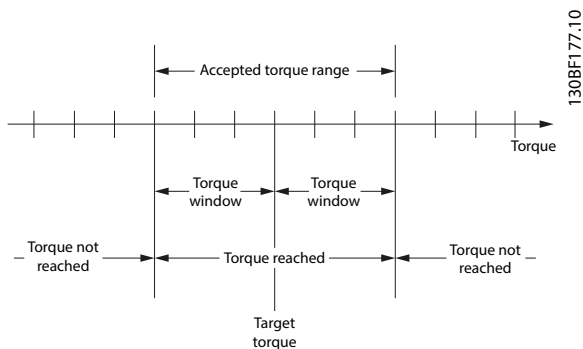 130BF177.10
Accepted torque range
Torque
Torque
window
Torque
window
Torque not
reached
Torque reached
Torque not
reached
Target
torque